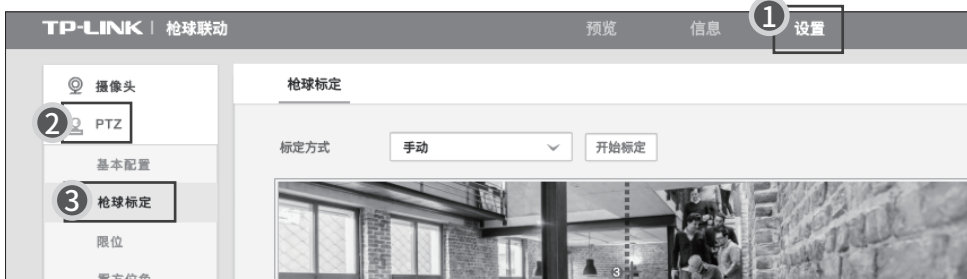 TP-LINK | 枪球联动 预览 信息 1 设置
摄像头 枪球标定
2 PTZ
标定方式 手动 开始标定
基本配置
3 枪球标定
限位
3